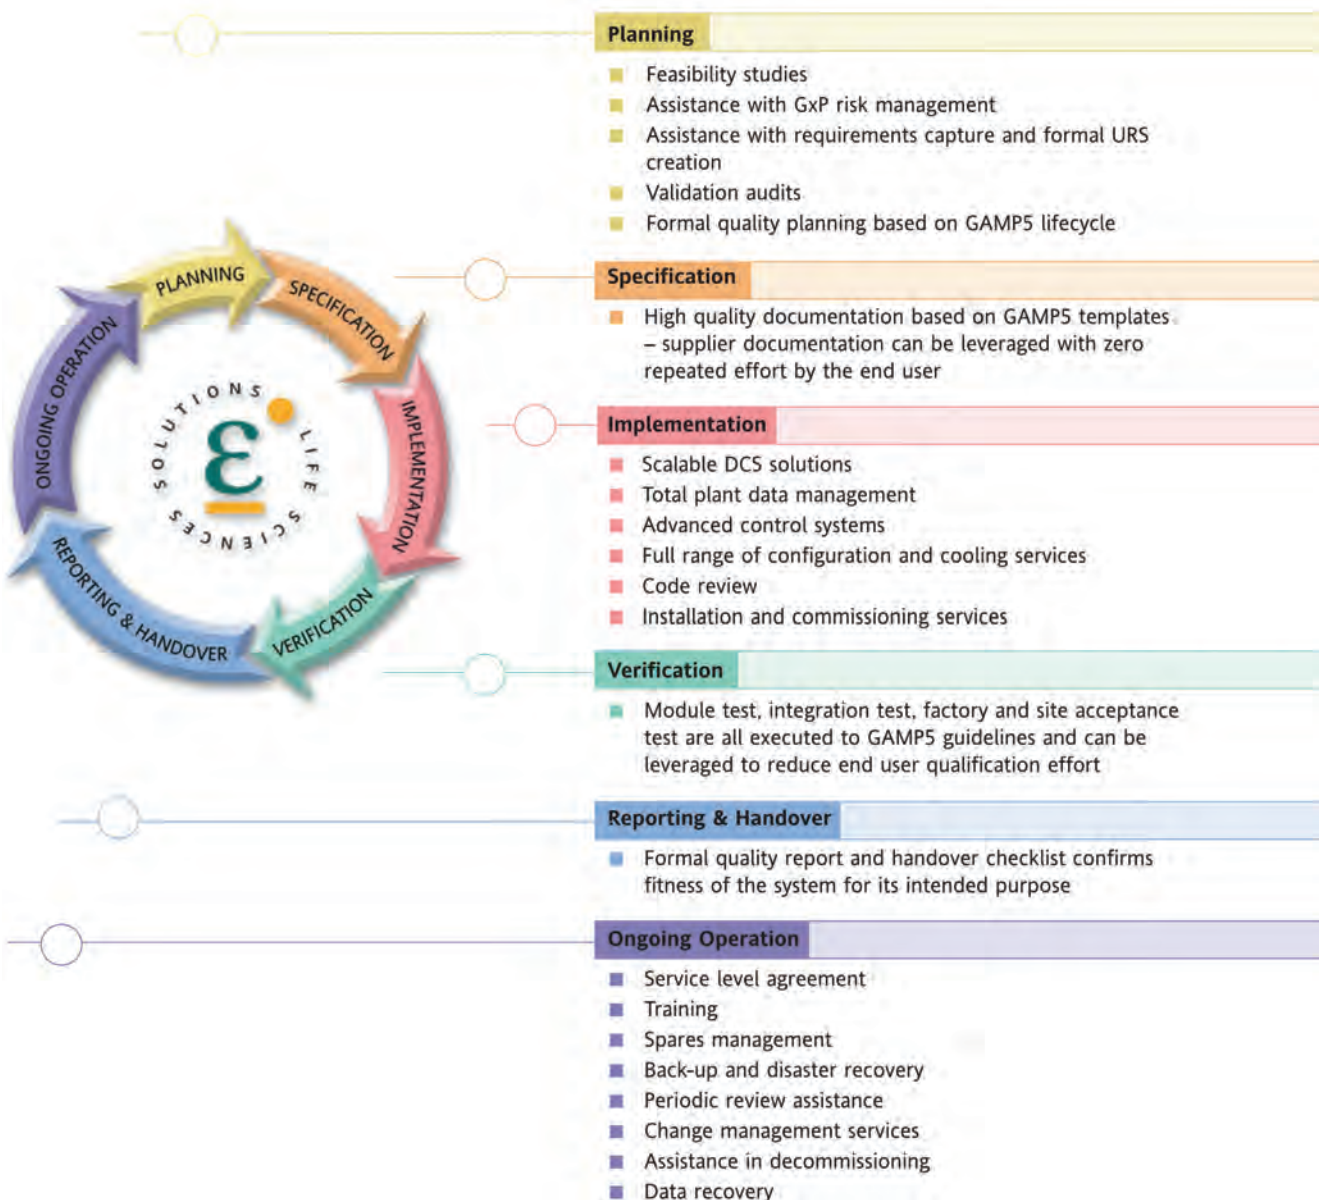 Planning
Feasibility studies
Assistance with GxP risk management
Assistance with requirements capture and formal URS
creation
Validation audits
Formal quality planning based on GAMP5 lifecycle
PLANNING
SPECIFICATION
IMPLEMENTATION
VERIFICATION
REPORTING & HANDOVER
ONGOING OPERATION
SOLUTIONS
LIFE SCIENCES
ε
Specification
High quality documentation based on GAMP5 templates
– supplier documentation can be leveraged with zero
repeated effort by the end user
Implementation
Scalable DCS solutions
Total plant data management
Advanced control systems
Full range of configuration and cooling services
Code review
Installation and commissioning services
Verification
Module test, integration test, factory and site acceptance
test are all executed to GAMP5 guidelines and can be
leveraged to reduce end user qualification effort
Reporting & Handover
Formal quality report and handover checklist confirms
fitness of the system for its intended purpose
Ongoing Operation
Service level agreement
Training
Spares management
Back-up and disaster recovery
Periodic review assistance
Change management services
Assistance in decommissioning
Data recovery